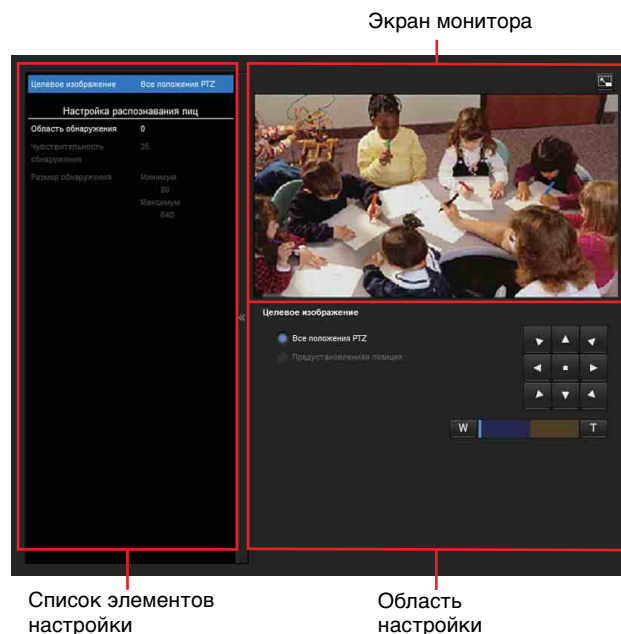 Экран монитора
Целевое изображение Все положения PTZ
Настройка распознавания лиц
Область обнаружения 0
Чувствительность 35
обнаружения
Размер обнаружения Минимум
80
Максимум
640
«
Целевое изображение
Все положения PTZ
Предустановленная позиция
W T
Список элементов
настройки
Область
настройки